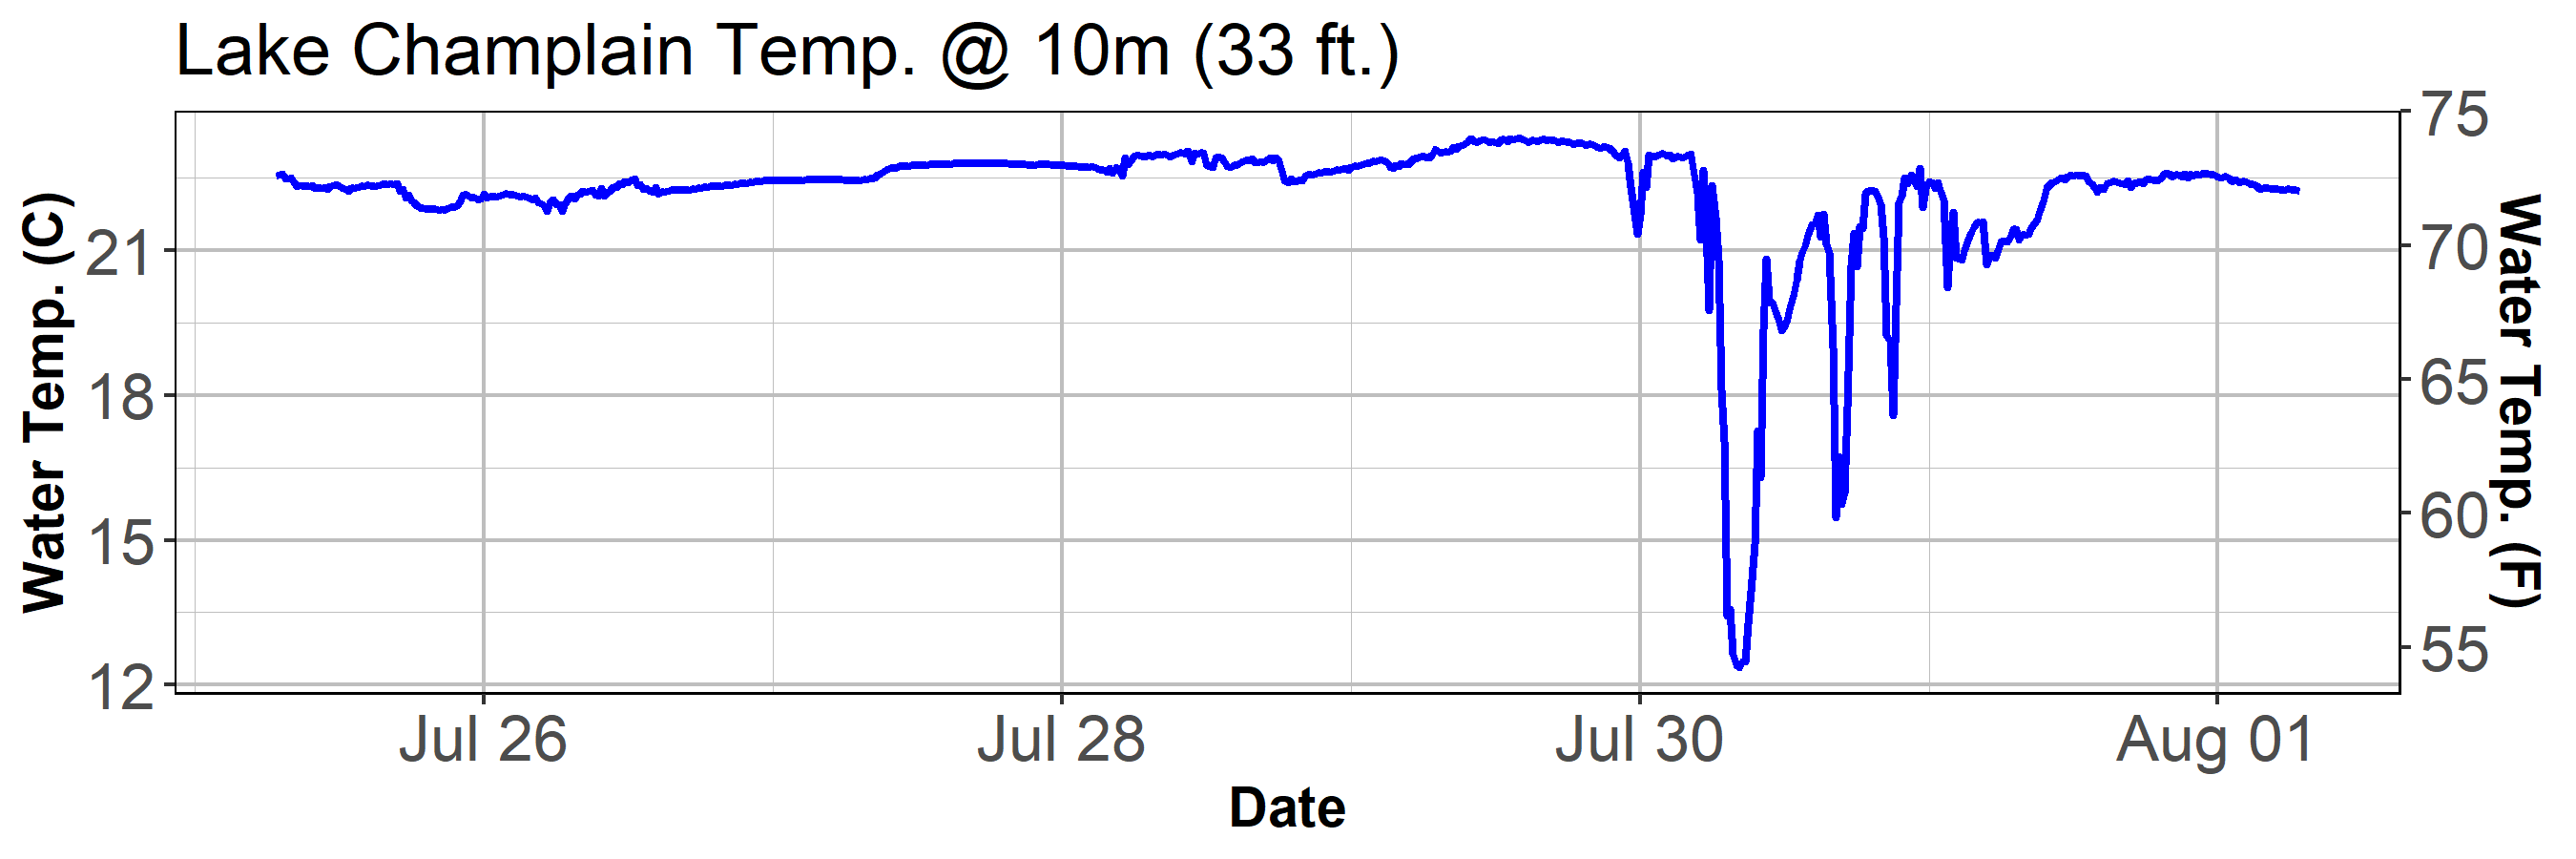 Lake Champlain Temp. @ 10m (33 ft.)
Water Temp. (C)
21
18
15
12
75
70
65
60
55
Water Temp. (F)
Jul 26
Jul 28
Jul 30
Aug 01
Date